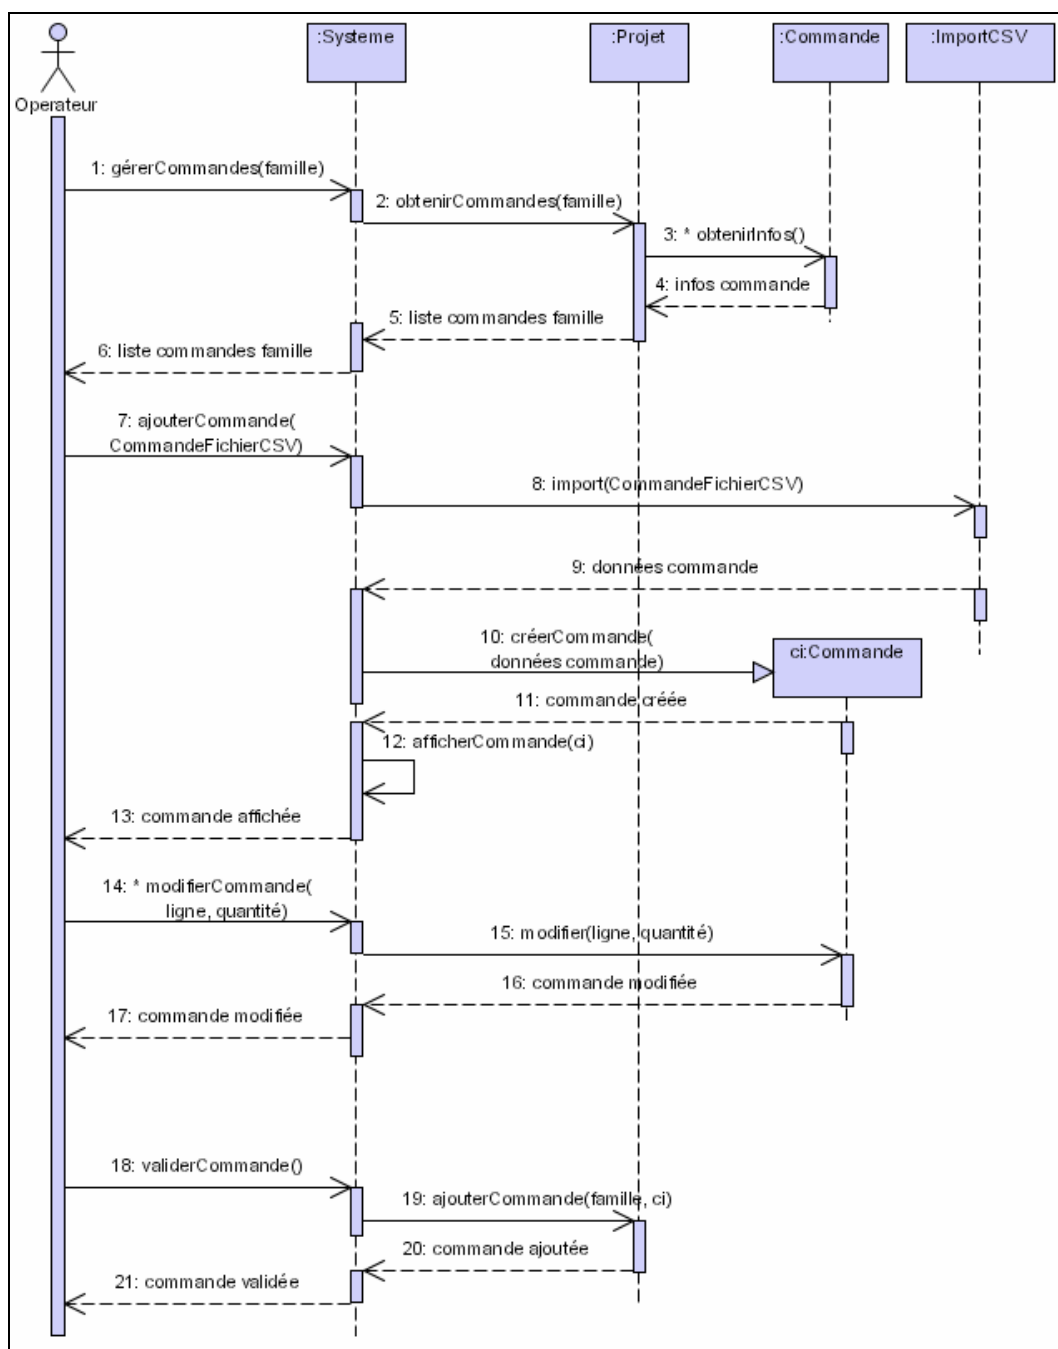 :Systeme
:Projet
:Commande
:ImportCSV
Operateur
1: gérerCommandes(famille)
2: obtenirCommandes(famille)
3: * obtenirInfos()
4: infos commande
5: liste commandes famille
6: liste commandes famille
7: ajouterCommande(
CommandeFichierCSV)
8: import(CommandeFichierCSV)
9: données commande
10: créerCommande(
données commande)
ci:Commande
11: commande créée
12: afficherCommande(ci)
13: commande affichée
14: * modifierCommande(
ligne, quantité)
15: modifier(ligne, quantité)
16: commande modifiée
17: commande modifiée
18: validerCommande()
19: ajouterCommande(famille, ci)
20: commande ajoutée
21: commande validée